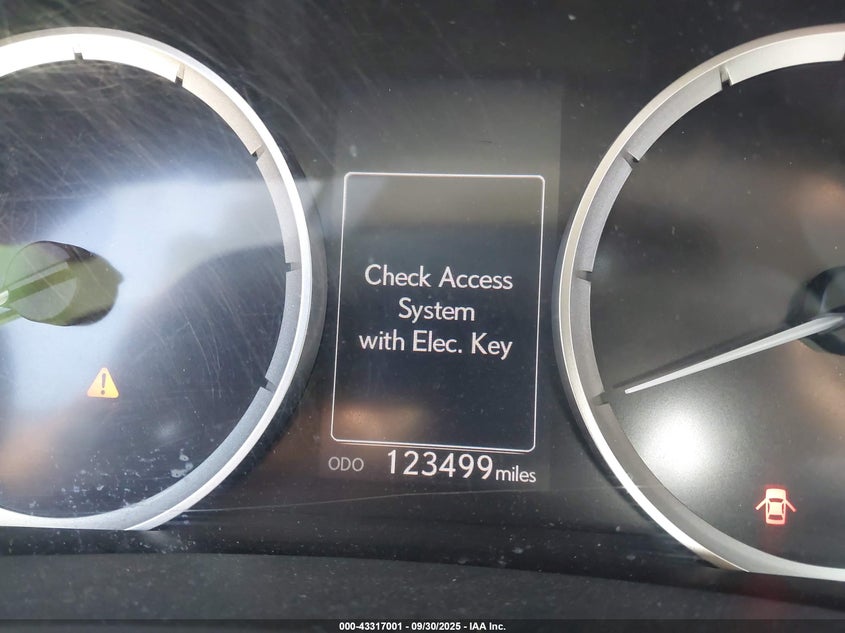 Check Access
System
with Elec. Key
ODO 123499 miles
000-43317001 - 09/30/2025 - IAA Inc.